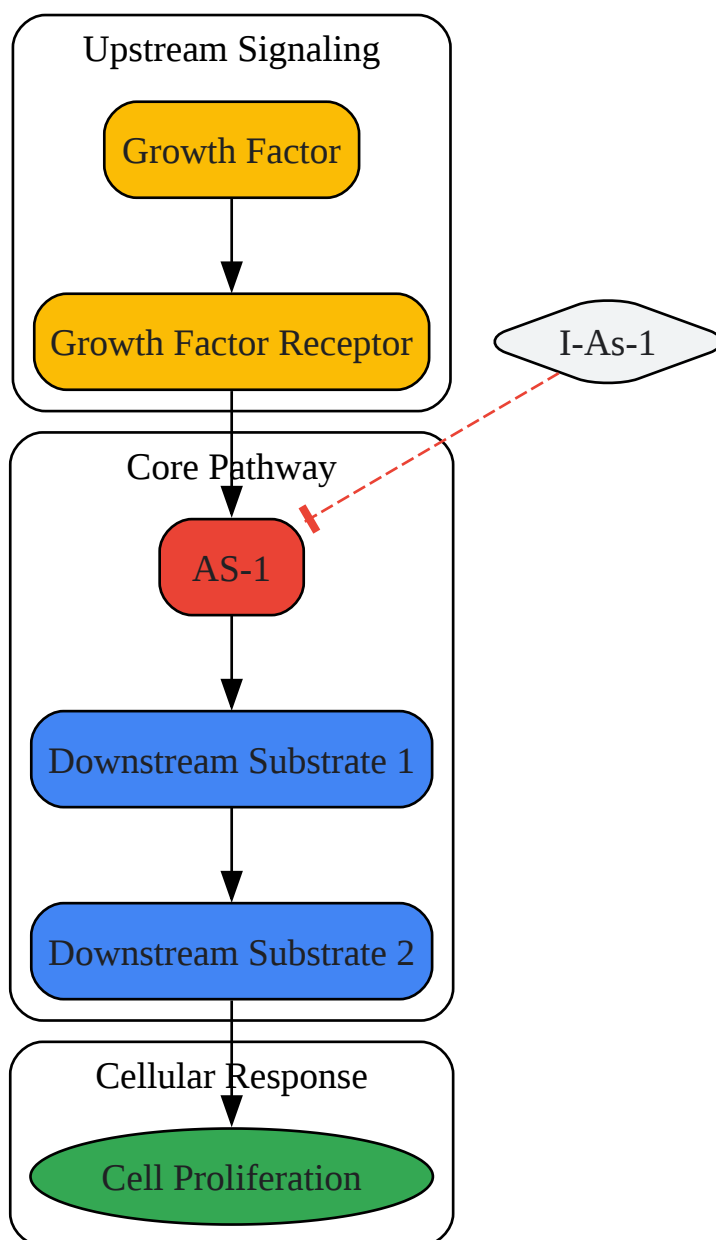 Upstream Signaling
Growth Factor
Growth Factor Receptor
I-As-1
Core Pathway
AS-1
Downstream Substrate 1
Downstream Substrate 2
Cellular Response
Cell Proliferation